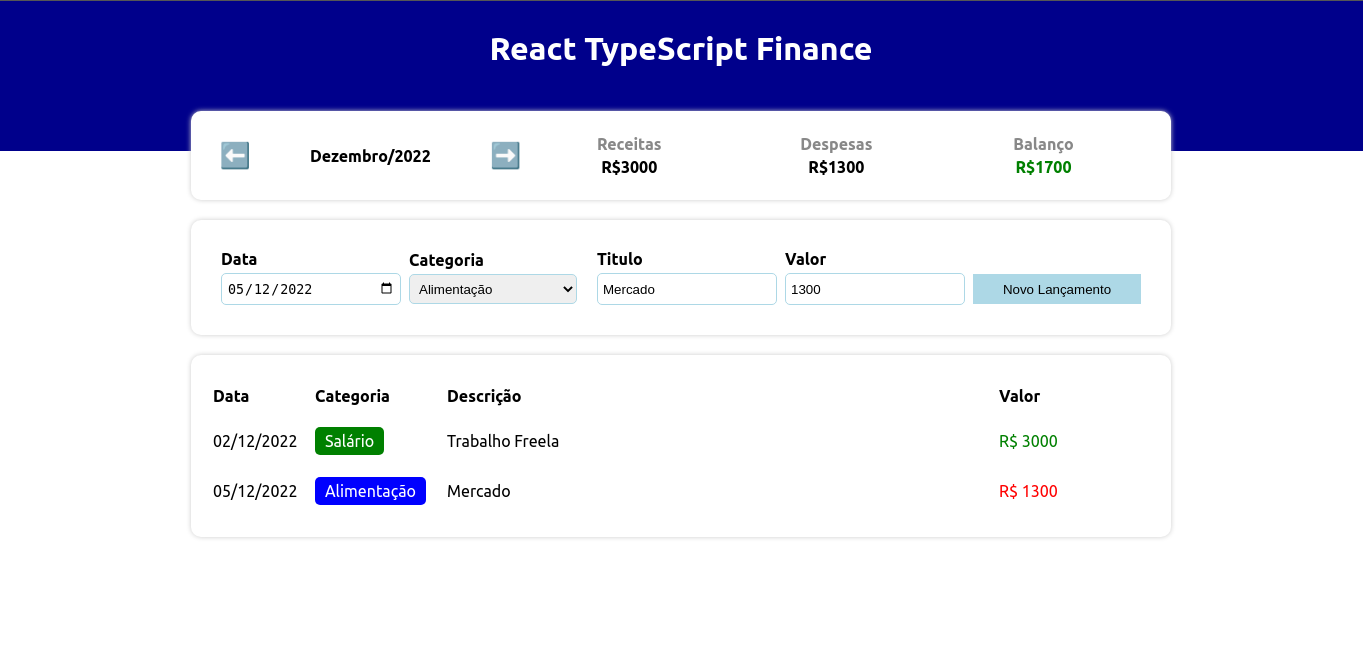 React TypeScript Finance
Dezembro/2022
Receitas
R$3000
Despesas
R$1300
Balanço
R$1700
Data
Categoria
Titulo
Valor
05/12/2022
Alimentação
Mercado
1300
Novo Lançamento
Data Categoria Descrição Valor
02/12/2022 Salário Trabalho Freela R$ 3000
05/12/2022 Alimentação Mercado R$ 1300